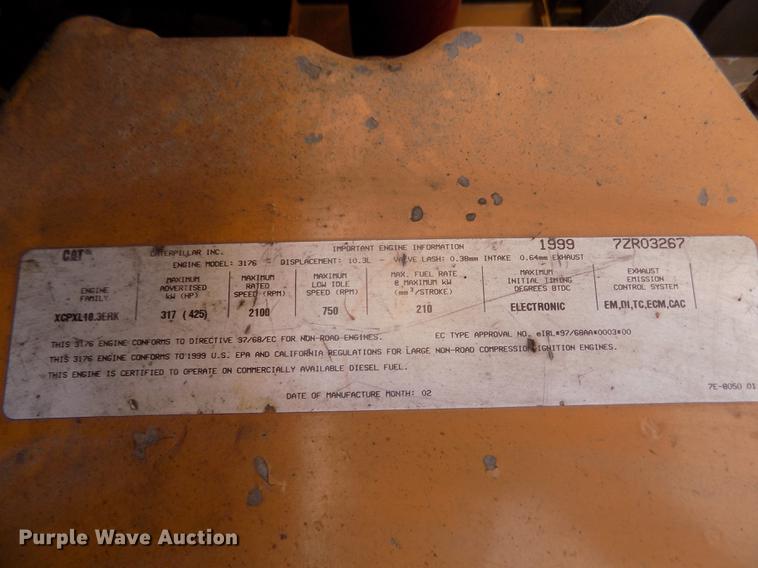 CAT CATERPILLAR INC. IMPORTANT ENGINE INFORMATION 1999 7ZR03267
ENGINE MODEL: 3176 DISPLACEMENT: 10.3L VALVE LASH: 0.38mm INTAKE 0.64mm EXHAUST
ENGINE FAMILY
XCPXL10.3ERK
MAXIMUM ADVERTISED kW (HP)
317 (425)
MAXIMUM RATED SPEED (RPM)
2100
MAXIMUM LOW IDLE SPEED (RPM)
750
MAX. FUEL RATE @ MAXIMUM kW (mm³/STROKE)
210
MAXIMUM INITIAL TIMING DEGREES BTDC
ELECTRONIC
EXHAUST EMISSION CONTROL SYSTEM
EM,DI,TC,ECM,CAC
THIS 3176 ENGINE CONFORMS TO DIRECTIVE 97/68/EC FOR NON-ROAD ENGINES. EC TYPE APPROVAL NO. e1RL*97/68AA*0003*00
THIS 3176 ENGINE CONFORMS TO 1999 U.S. EPA AND CALIFORNIA REGULATIONS FOR LARGE NON-ROAD COMPRESSION IGNITION ENGINES.
THIS ENGINE IS CERTIFIED TO OPERATE ON COMMERCIALLY AVAILABLE DIESEL FUEL.
7E-8050 01
DATE OF MANUFACTURE MONTH: 02
Purple Wave Auction